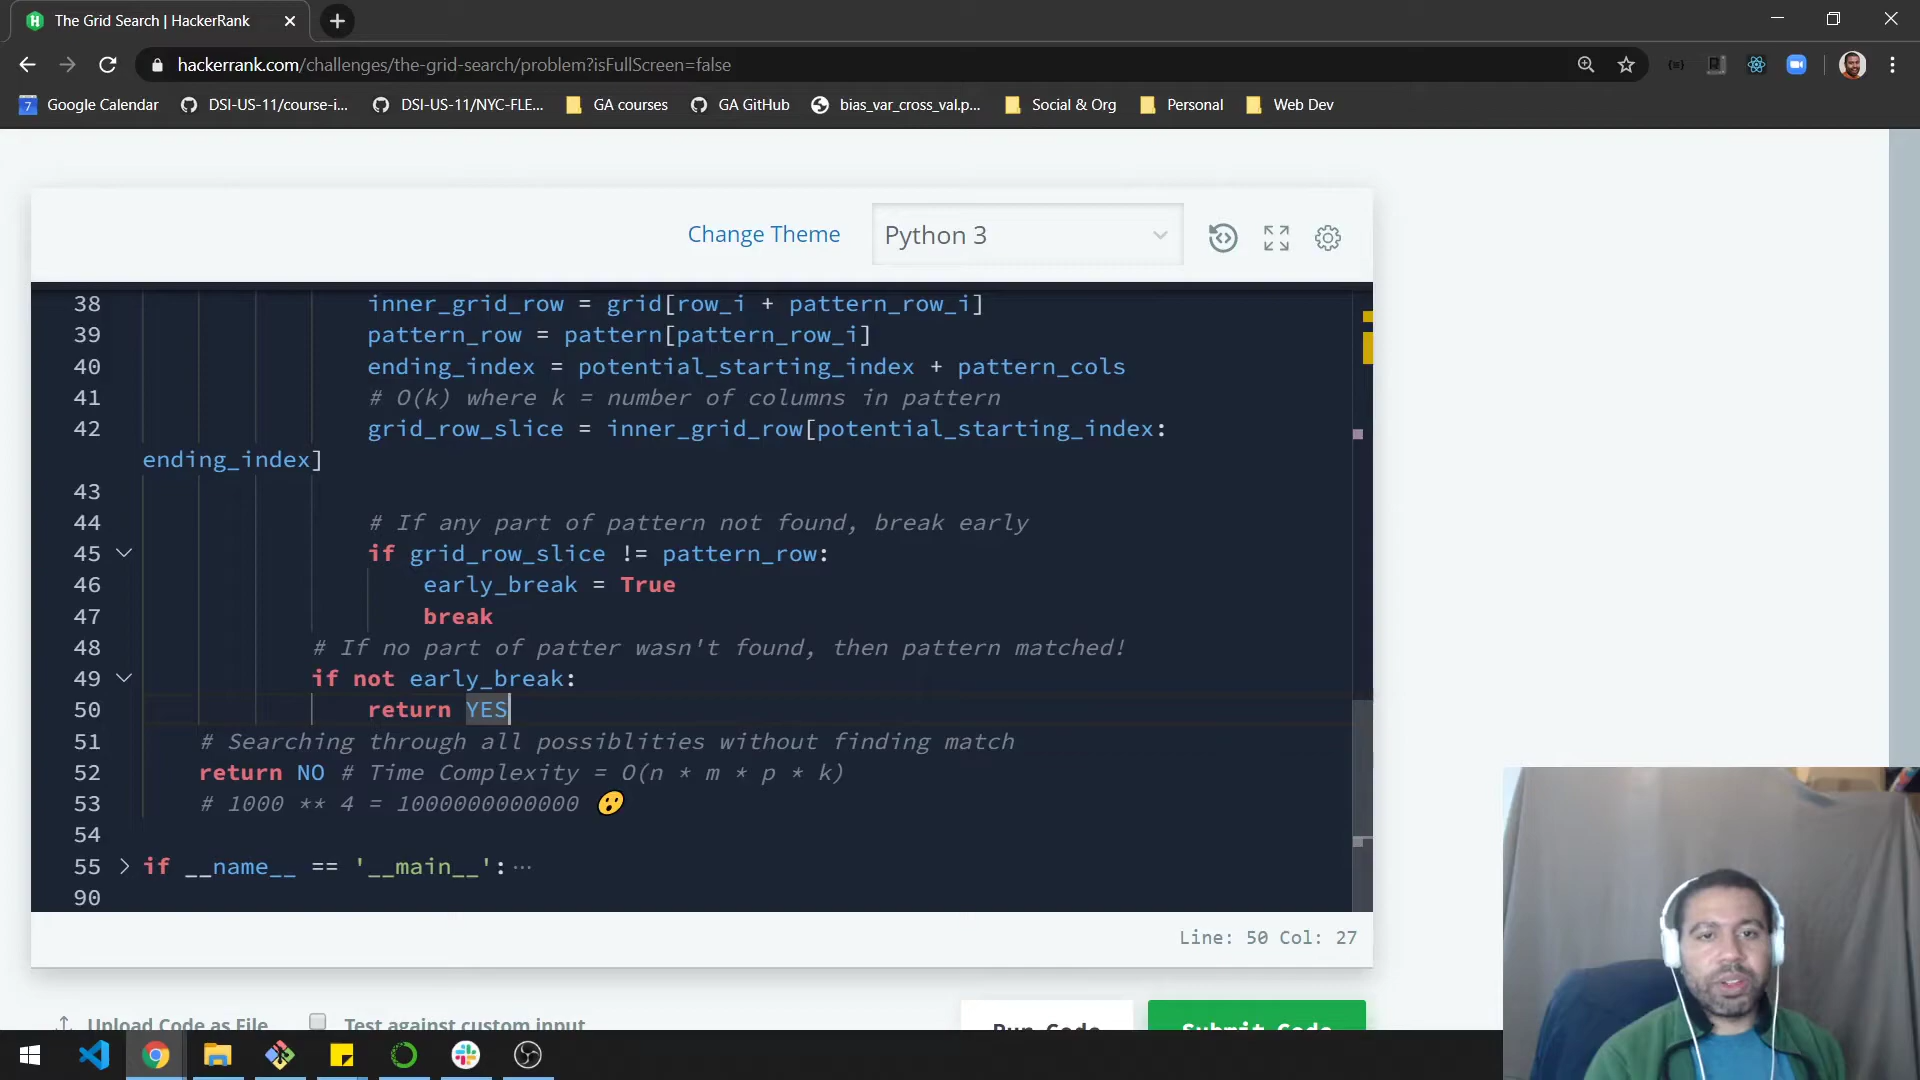 The Grid Search | HackerRank
hackerrank.com/challenges/the-grid-search/problem?isFullScreen=false
7 Google Calendar DSI-US-11/course-i... DSI-US-11/NYC-FLE... GA courses GA GitHub bias_var_cross_val.p... Social & Org Personal Web Dev
Change Theme Python 3
38 inner_grid_row = grid[row_i + pattern_row_i]
39 pattern_row = pattern[pattern_row_i]
40 ending_index = potential_starting_index + pattern_cols
41 # O(k) where k = number of columns in pattern
42 grid_row_slice = inner_grid_row[potential_starting_index:
ending_index]
43
44 # If any part of pattern not found, break early
45 if grid_row_slice != pattern_row:
46 early_break = True
47 break
48 # If no part of patter wasn't found, then pattern matched!
49 if not early_break:
50 return YES
51 # Searching through all possiblities without finding match
52 return NO # Time Complexity = O(n * m * p * k)
53 # 1000 ** 4 = 1000000000000 😮
54
55 if __name__ == '__main__':···
90
Line: 50 Col: 27
Upload Code as File Test against custom input Run Code Submit Code